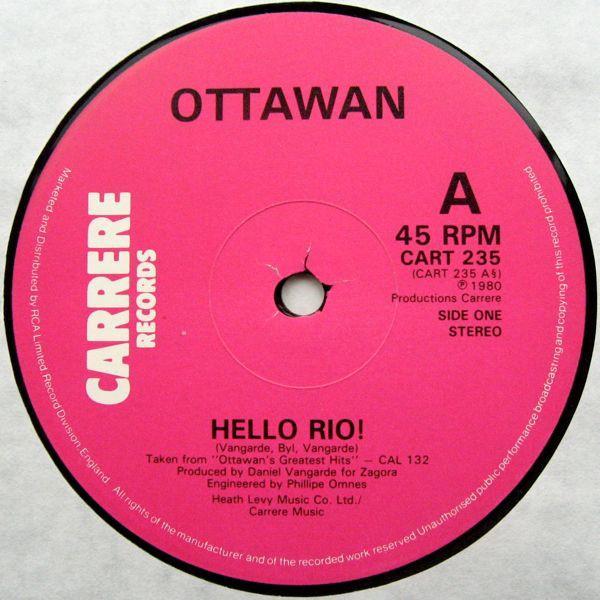 OTTAWAN
CARRERE
RECORDS
A
45 RPM
CART 235
(CART 235 A§)
℗ 1980
Productions Carrere
SIDE ONE
STEREO
HELLO RIO!
(Vangarde, Byl, Vangarde)
Taken from "Ottawan's Greatest Hits" – CAL 132
Produced by Daniel Vangarde for Zagora
Engineered by Phillipe Omnes
Heath Levy Music Co. Ltd./
Carrere Music
Marketed and Distributed by RCA Limited Record Division, England. All rights of the manufacturer and of the recorded work reserved Unauthorised public performance broadcasting and copying of this record prohibited